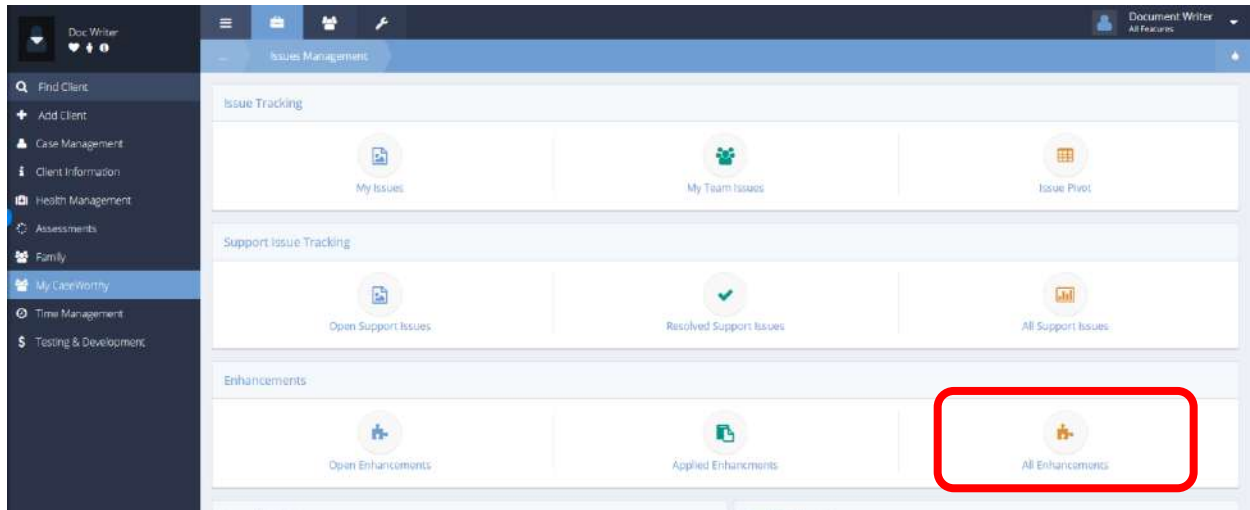 Doc Writer
Document Writer
All Features
... Issues Management
Find Client
Add Client
Case Management
Client Information
Health Management
Assessments
Family
My CaseWorthy
Time Management
Testing & Development
Issue Tracking
My Issues
My Team Issues
Issue Pivot
Support Issue Tracking
Open Support Issues
Resolved Support Issues
All Support Issues
Enhancements
Open Enhancements
Applied Enhancments
All Enhancements